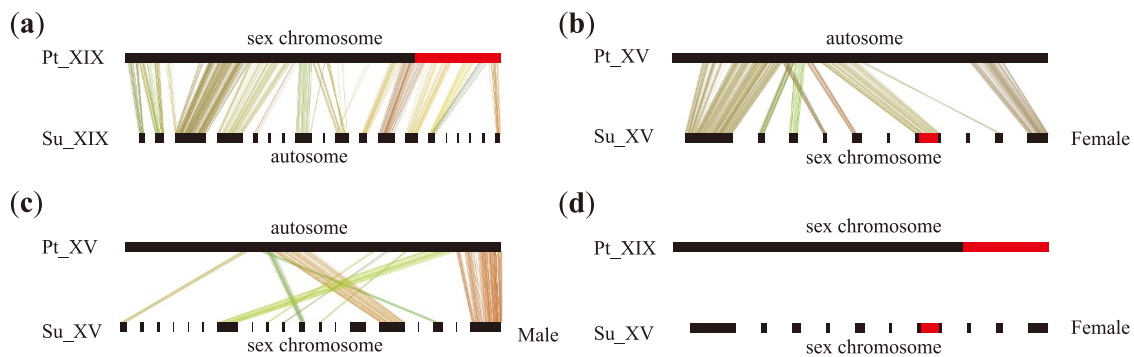 (a)
sex chromosome
Pt_XIX
Su_XIX
autosome
(b)
autosome
Pt_XV
Su_XV
Female
sex chromosome
(c)
autosome
Pt_XV
Su_XV
Male
sex chromosome
(d)
sex chromosome
Pt_XIX
Su_XV
Female
sex chromosome